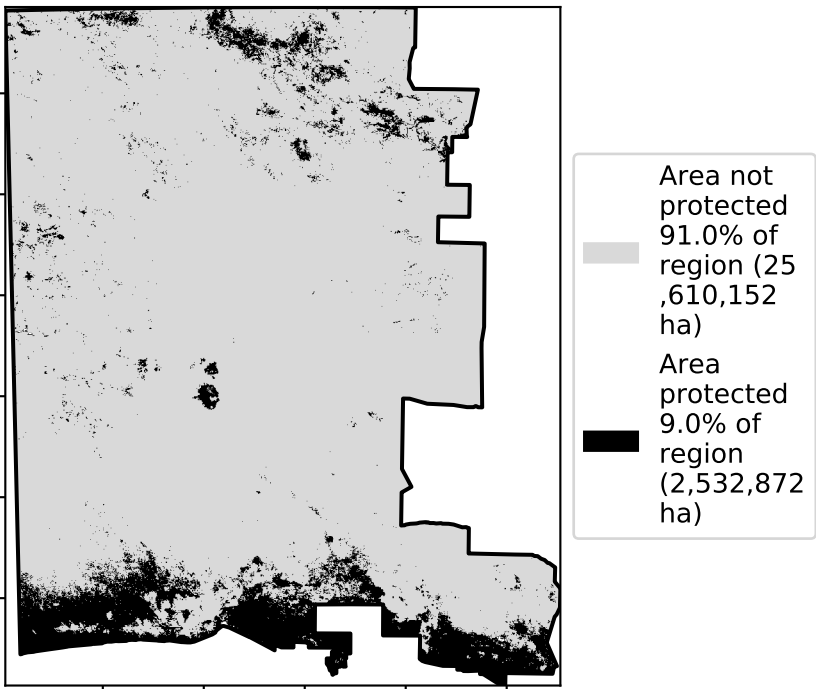 Area not
protected
91.0% of
region (25
,610,152
ha)
Area
protected
9.0% of
region
(2,532,872
ha)